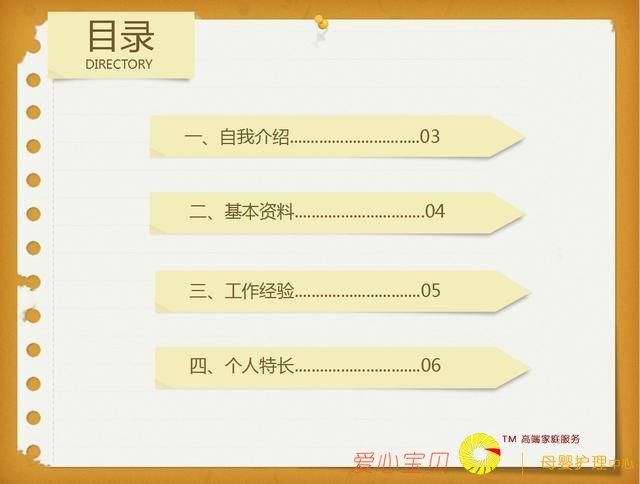 目录
DIRECTORY
一、自我介绍...............................03
二、基本资料...............................04
三、工作经验..............................05
四、个人特长..............................06
TM 高端家庭服务
爱心宝贝 | 母婴护理中心